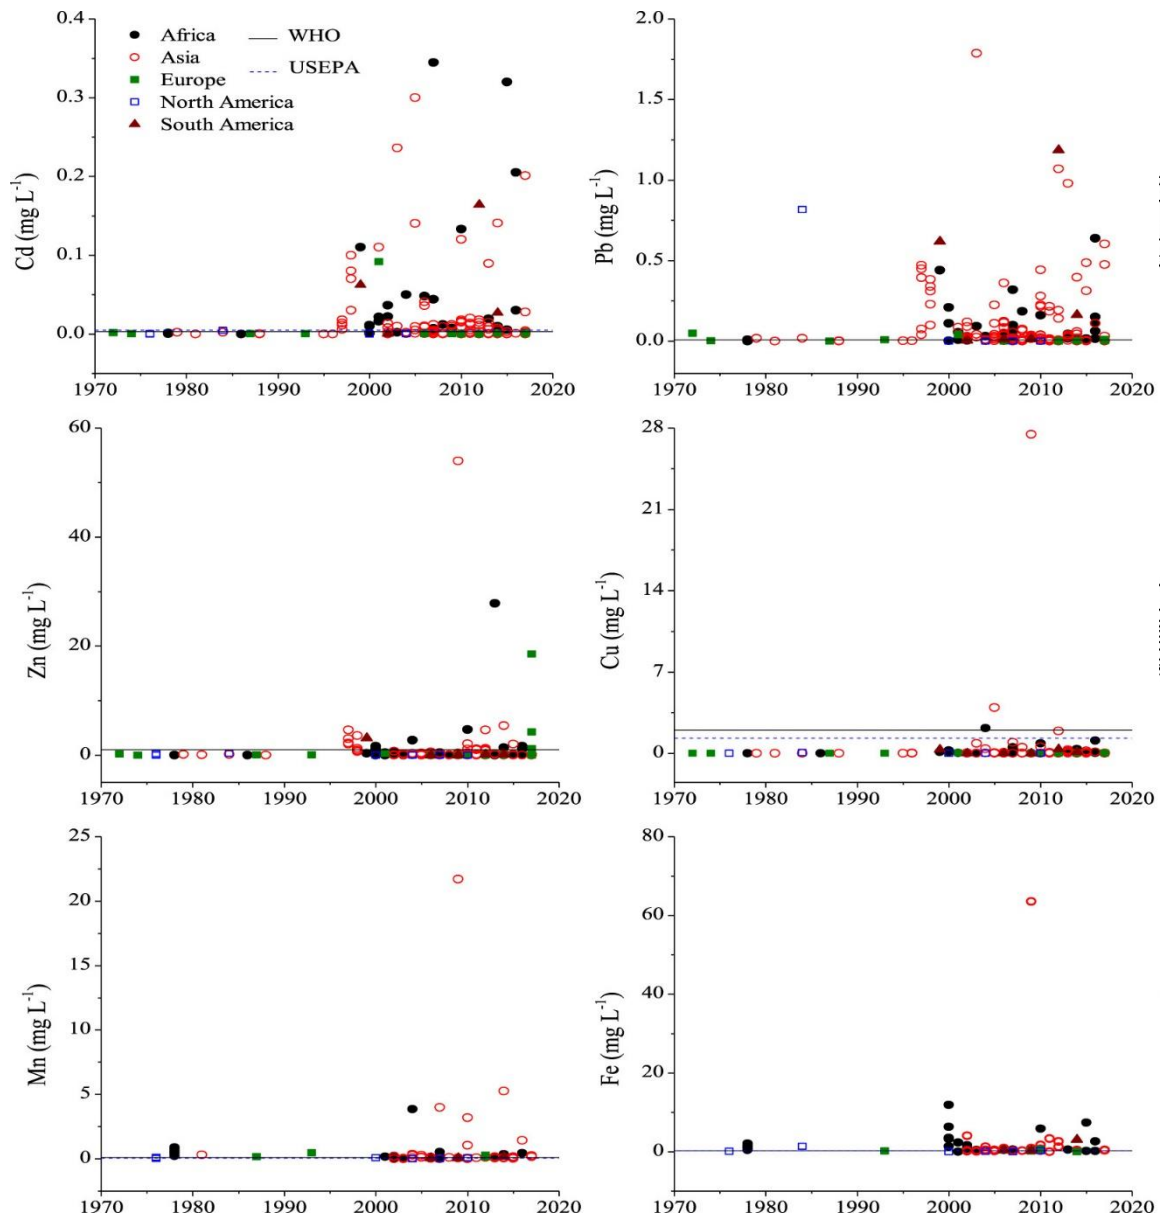 0.4
0.3
0.2
0.1
0.0
Cd (mg L⁻¹)
Africa
Asia
Europe
North America
South America
WHO
USEPA
1970 1980 1990 2000 2010 2020
2.0
1.5
1.0
0.5
0.0
Pb (mg L⁻¹)
1970 1980 1990 2000 2010 2020
60
40
20
0
Zn (mg L⁻¹)
1970 1980 1990 2000 2010 2020
28
21
14
7
0
Cu (mg L⁻¹)
1970 1980 1990 2000 2010 2020
25
20
15
10
5
0
Mn (mg L⁻¹)
1970 1980 1990 2000 2010 2020
80
60
40
20
0
Fe (mg L⁻¹)
1970 1980 1990 2000 2010 2020